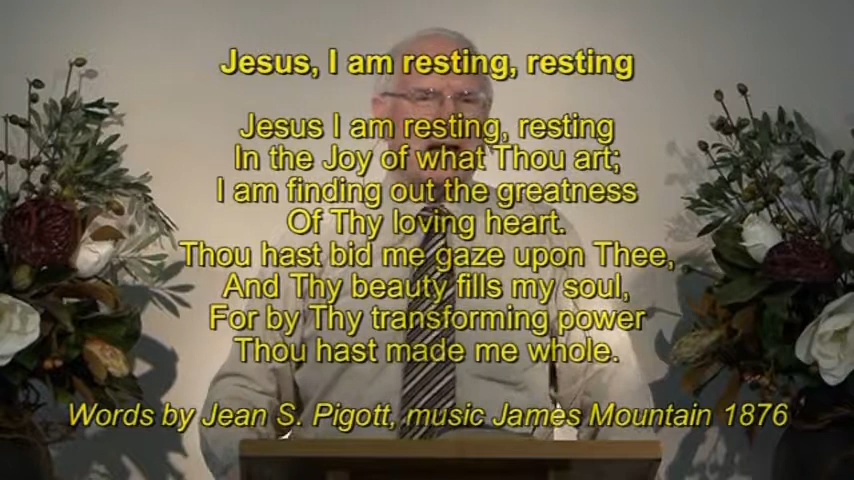 Jesus, I am resting, resting
Jesus I am resting, resting
In the Joy of what Thou art;
I am finding out the greatness
Of Thy loving heart.
Thou hast bid me gaze upon Thee,
And Thy beauty fills my soul,
For by Thy transforming power
Thou hast made me whole.
Words by Jean S. Pigott, music James Mountain 1876